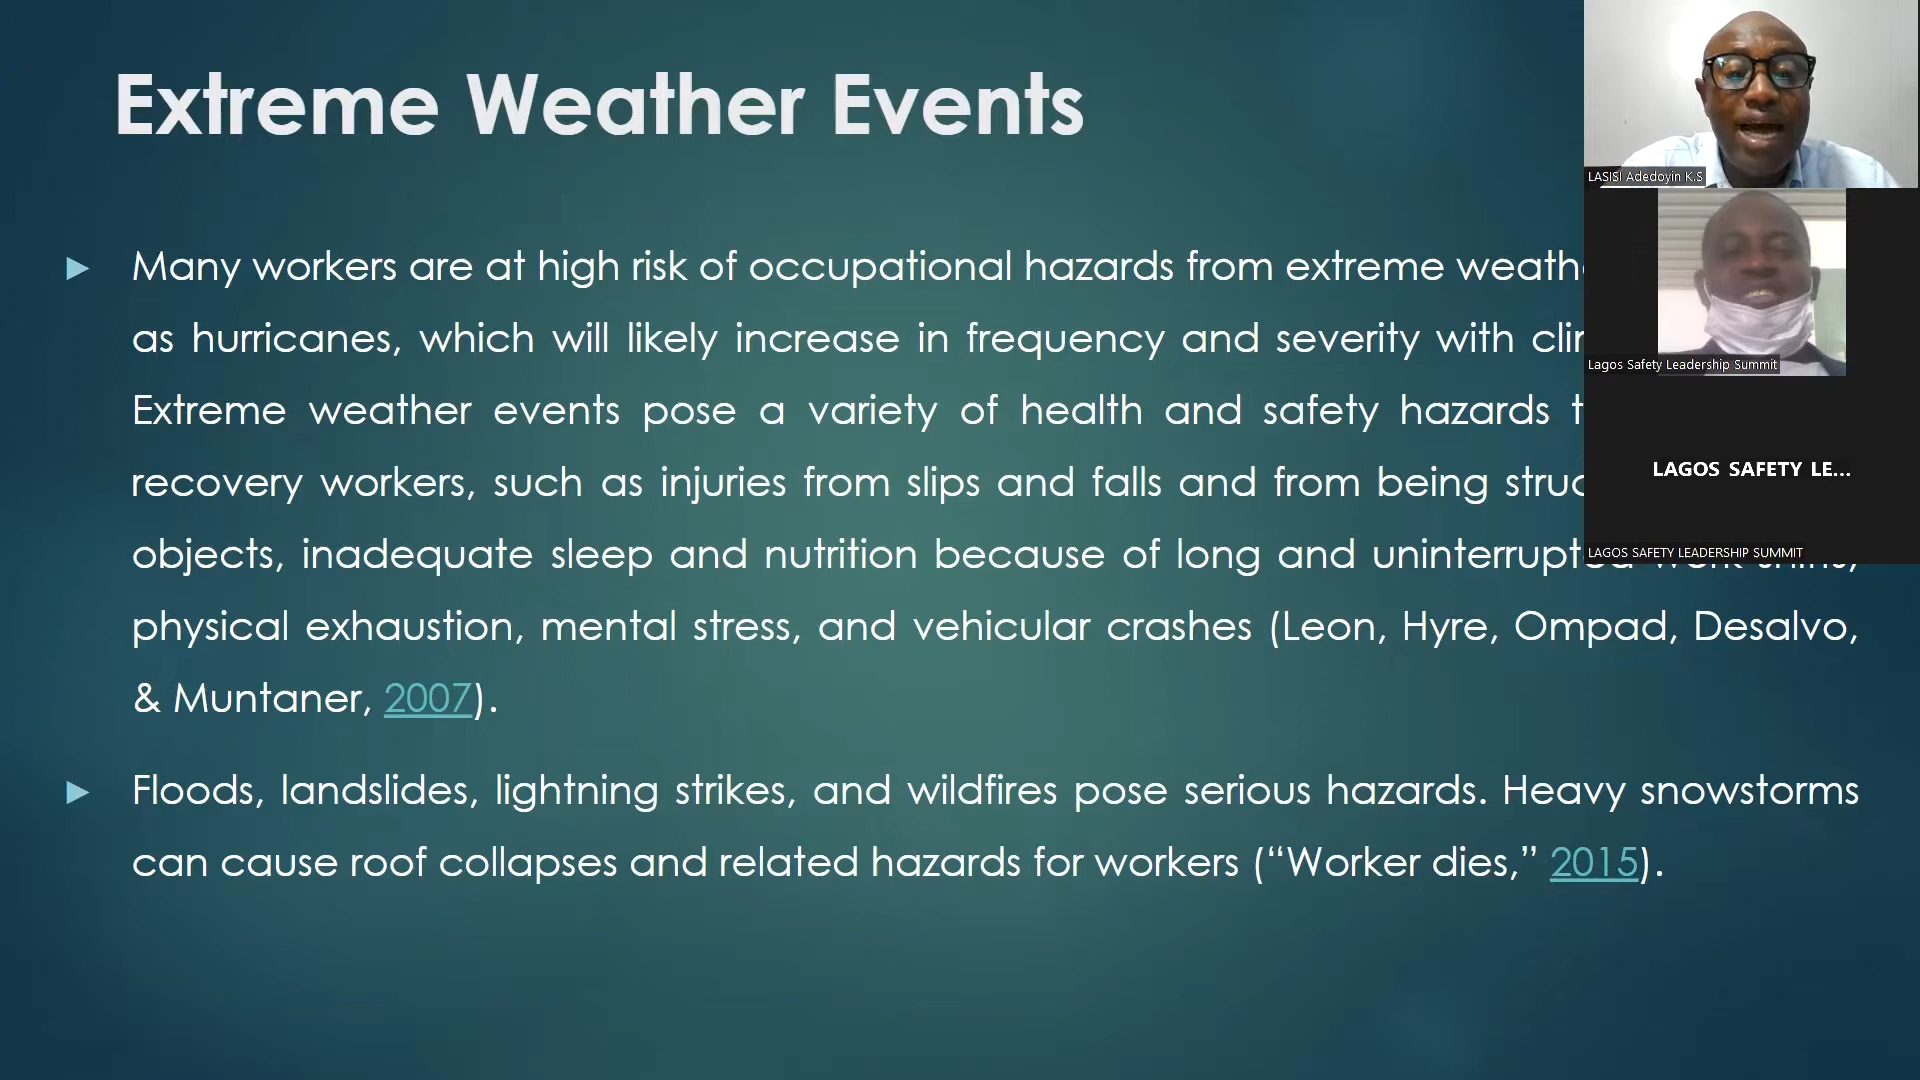 Extreme Weather Events
Many workers are at high risk of occupational hazards from extreme
as hurricanes, which will likely increase in frequency and severity with
Extreme weather events pose a variety of health and safety hazards
recovery workers, such as injuries from slips and falls and from being
objects, inadequate sleep and nutrition because of long and
physical exhaustion, mental stress, and vehicular crashes (Leon, Hyre, Ompad, Desalvo,
& Muntaner, 2007).
Floods, landslides, lightning strikes, and wildfires pose serious hazards. Heavy snowstorms
can cause roof collapses and related hazards for workers (“Worker dies,” 2015).
LASISI Adedoyin K.S
Lagos Safety Leadership Summit
LAGOS SAFETY LE...
LAGOS SAFETY LEADERSHIP SUMMIT